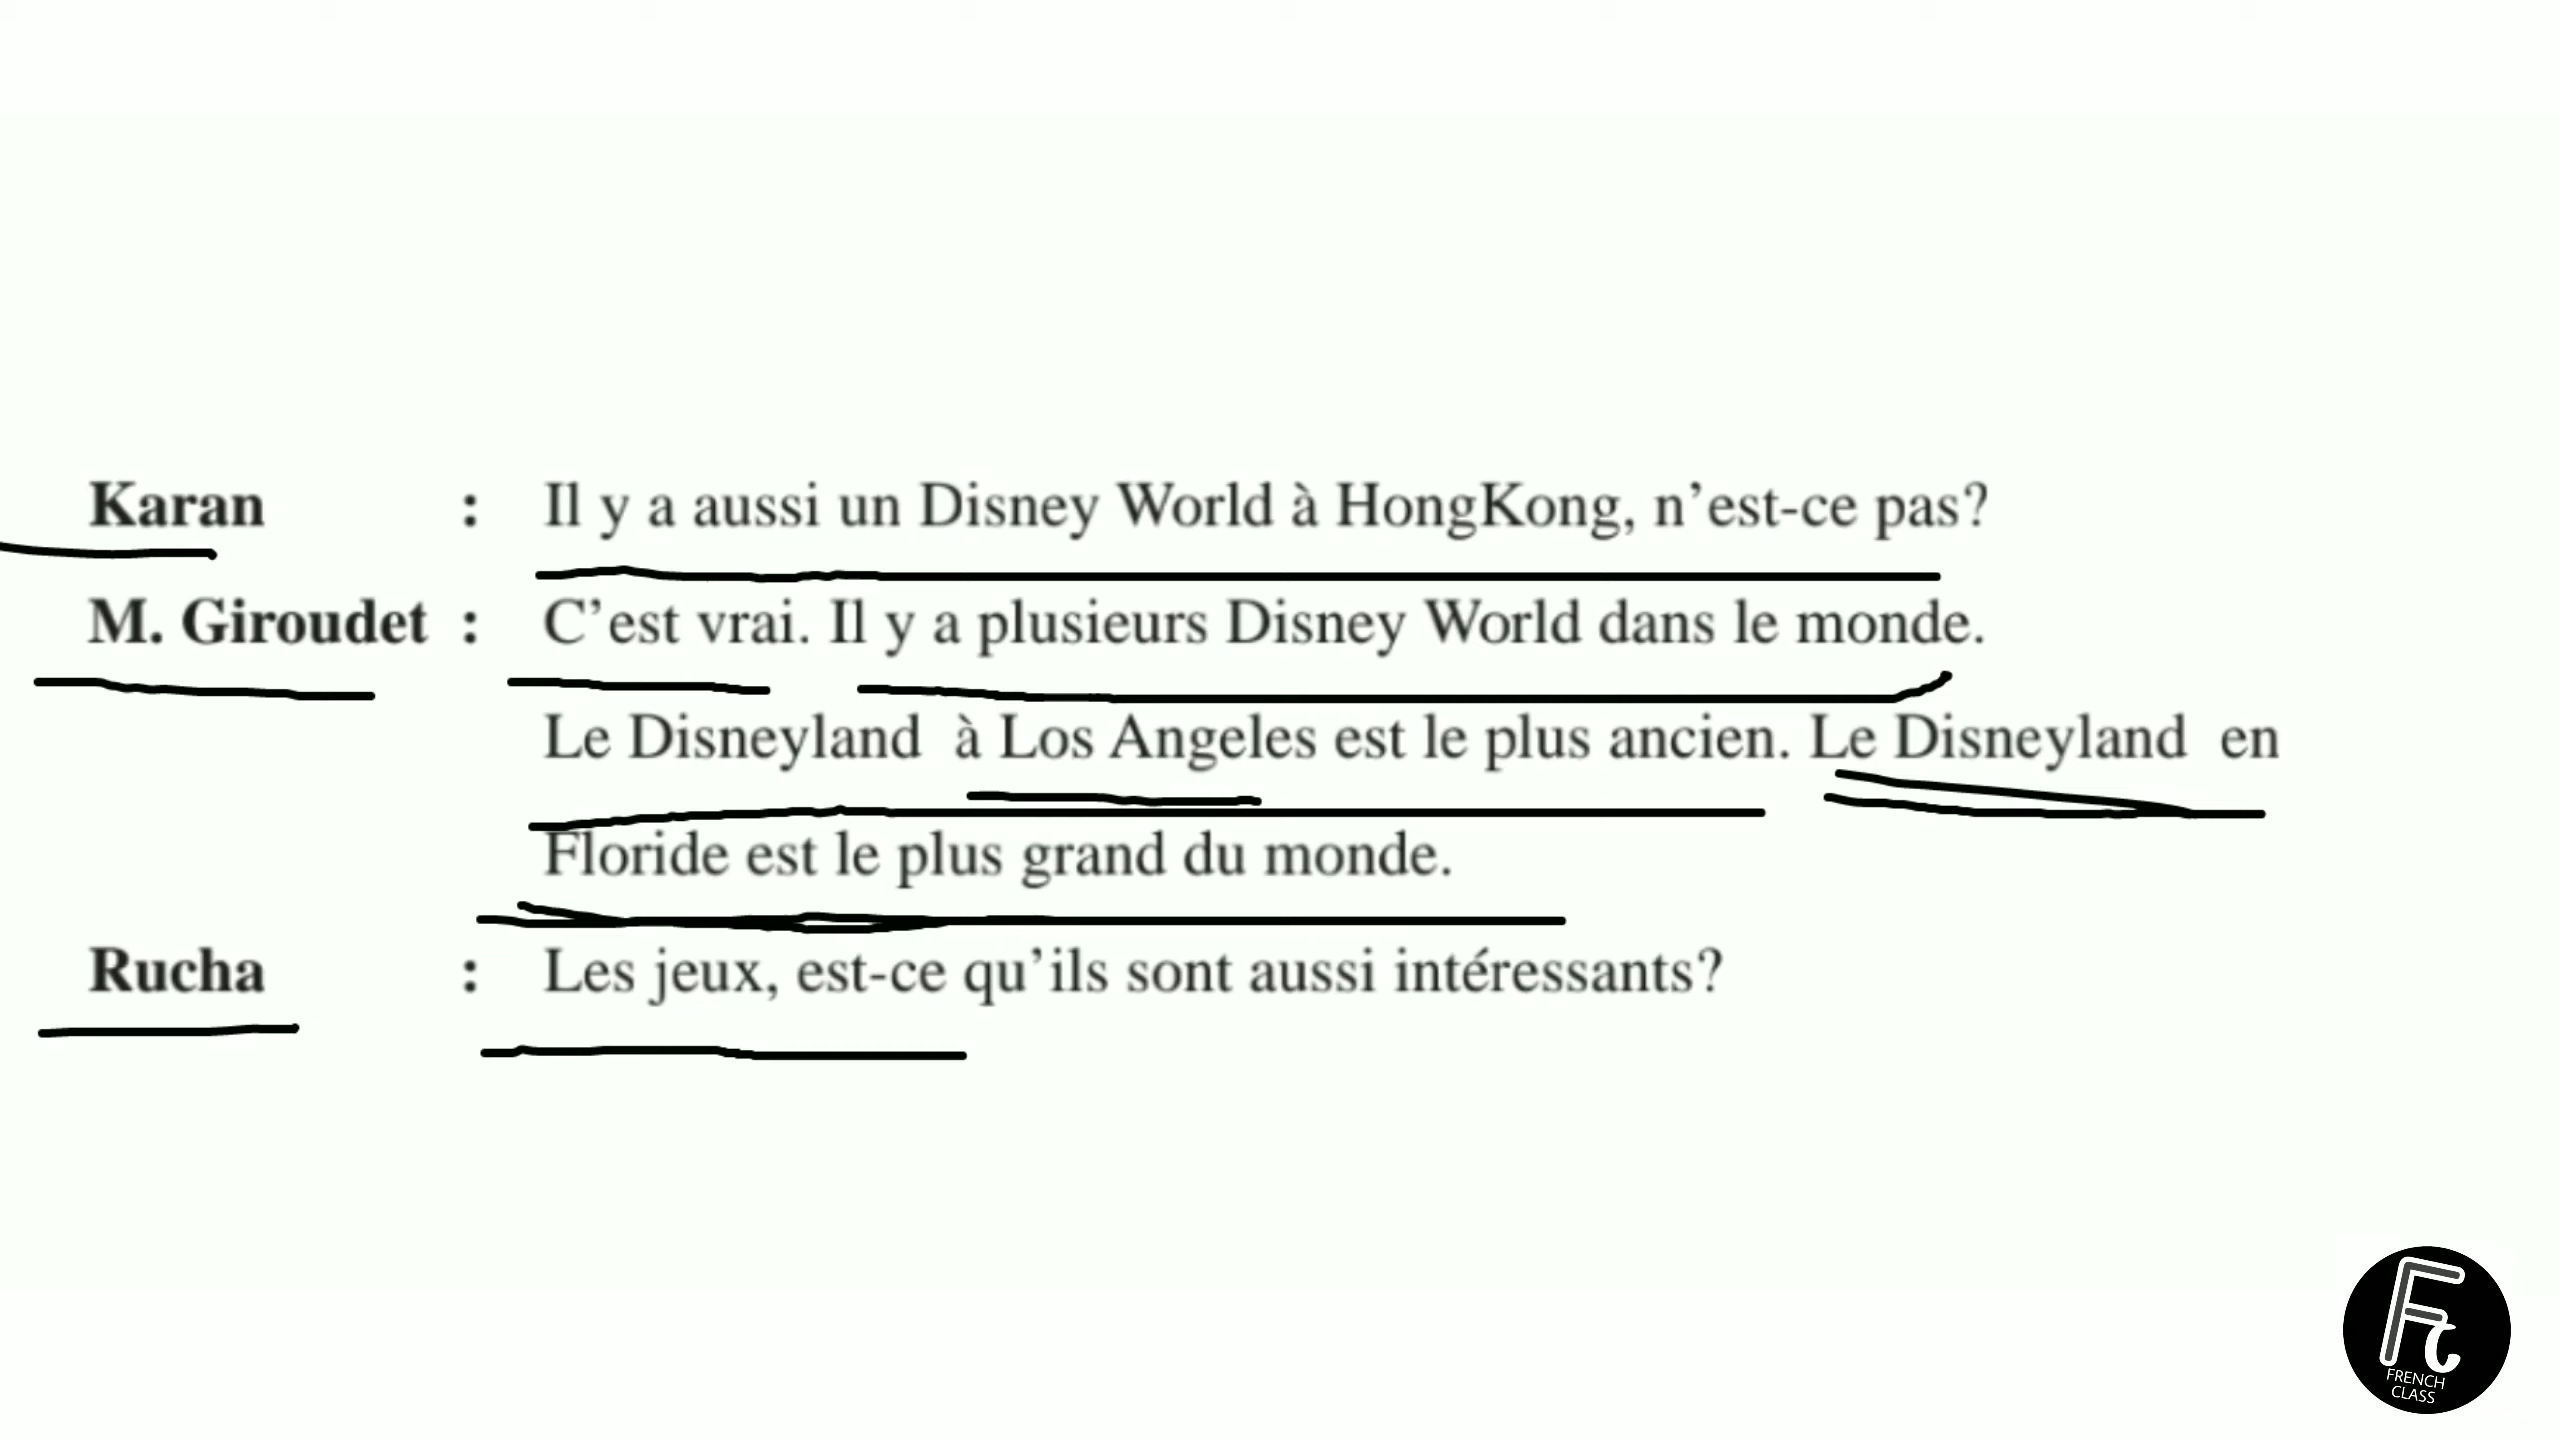 Karan : Il y a aussi un Disney World à HongKong, n’est-ce pas?
M. Giroudet : C’est vrai. Il y a plusieurs Disney World dans le monde.
Le Disneyland à Los Angeles est le plus ancien. Le Disneyland en
Floride est le plus grand du monde.
Rucha : Les jeux, est-ce qu’ils sont aussi intéressants?
Fc
FRENCH
CLASS